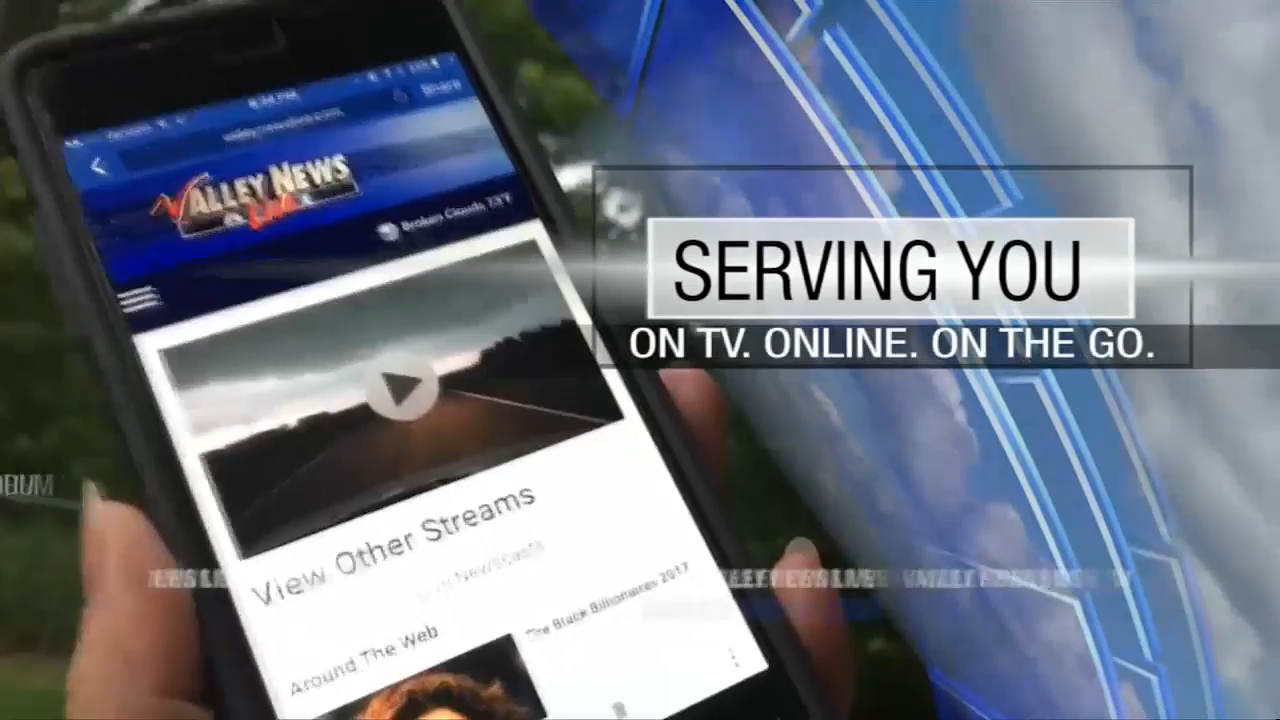 VALLEY NEWS
Live
Broken Clouds 73°F
SERVING YOU
ON TV. ONLINE. ON THE GO.
View Other Streams
Around The Web
The Black Billionaires 2017